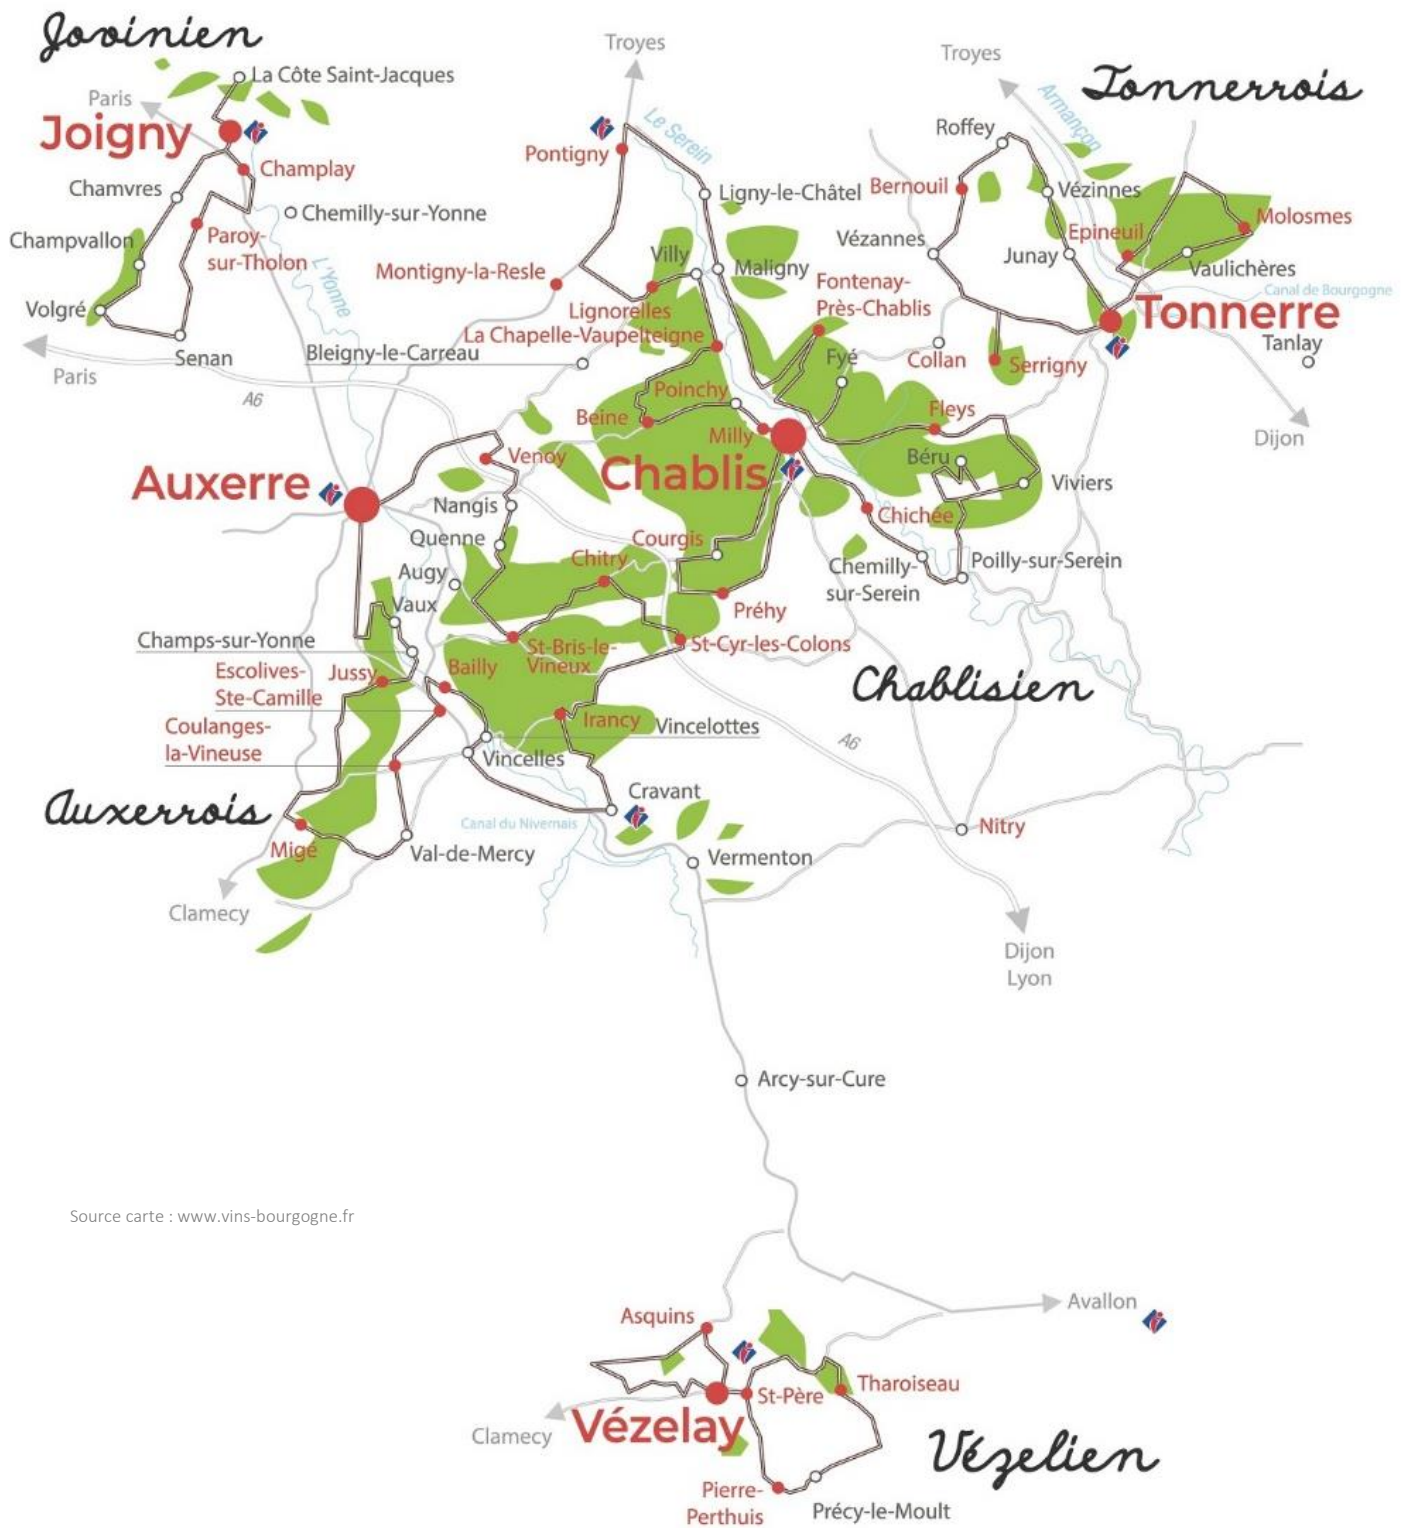 Jovinien
La Côte Saint-Jacques
Paris
Joigny
Champlay
Chamvres
Chemilly-sur-Yonne
Champvallon
Paroy-
sur-Tholon
L'Yonne
Volgré
Senan
Paris
A6
Troyes
Le Serein
Pontigny
Ligny-le-Châtel
Villy
Maligny
Montigny-la-Resle
Lignorelles
La Chapelle-Vaupelteigne
Fontenay-
Près-Chablis
Bleigny-le-Carreau
Poinchy
Fyé
Beine
Milly
Chablis
Fleys
Béru
Viviers
Chichée
Courgis
Chemilly-
sur-Serein
Poilly-sur-Serein
Préhy
Chablisien
Troyes
Armançon
Tonnerrois
Roffey
Bernouil
Vézinnes
Epineuil
Molosmes
Vézannes
Junay
Vaulichères
Canal de Bourgogne
Tonnerre
Tanlay
Collan
Serrigny
Dijon
Auxerre
Venoy
Nangis
Quenne
Augy
Chitry
Vaux
Champs-sur-Yonne
St-Bris-le-
Vineux
St-Cyr-les-Colons
Escolives-
Ste-Camille
Jussy
Bailly
Coulanges-
la-Vineuse
Irancy
Vincelottes
Vincelles
Auxerrois
Cravant
Canal du Nivernais
Migé
Val-de-Mercy
Vermenton
Clamecy
A6
Nitry
Dijon
Lyon
Arcy-sur-Cure
Source carte : www.vins-bourgogne.fr
Avallon
Asquins
St-Père
Tharoiseau
Clamecy
Vézelay
Vézelien
Pierre-
Perthuis
Précy-le-Moult